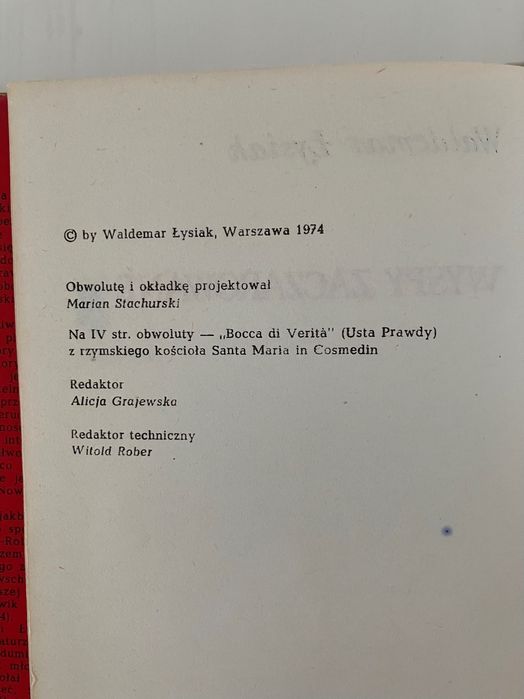 © by Waldemar Łysiak, Warszawa 1974
Obwolutę i okładkę projektował
Marian Stachurski
Na IV str. obwoluty — „Bocca di Verità" (Usta Prawdy)
z rzymskiego kościoła Santa Maria in Cosmedin
Redaktor
Alicja Grajewska
Redaktor techniczny
Witold Rober